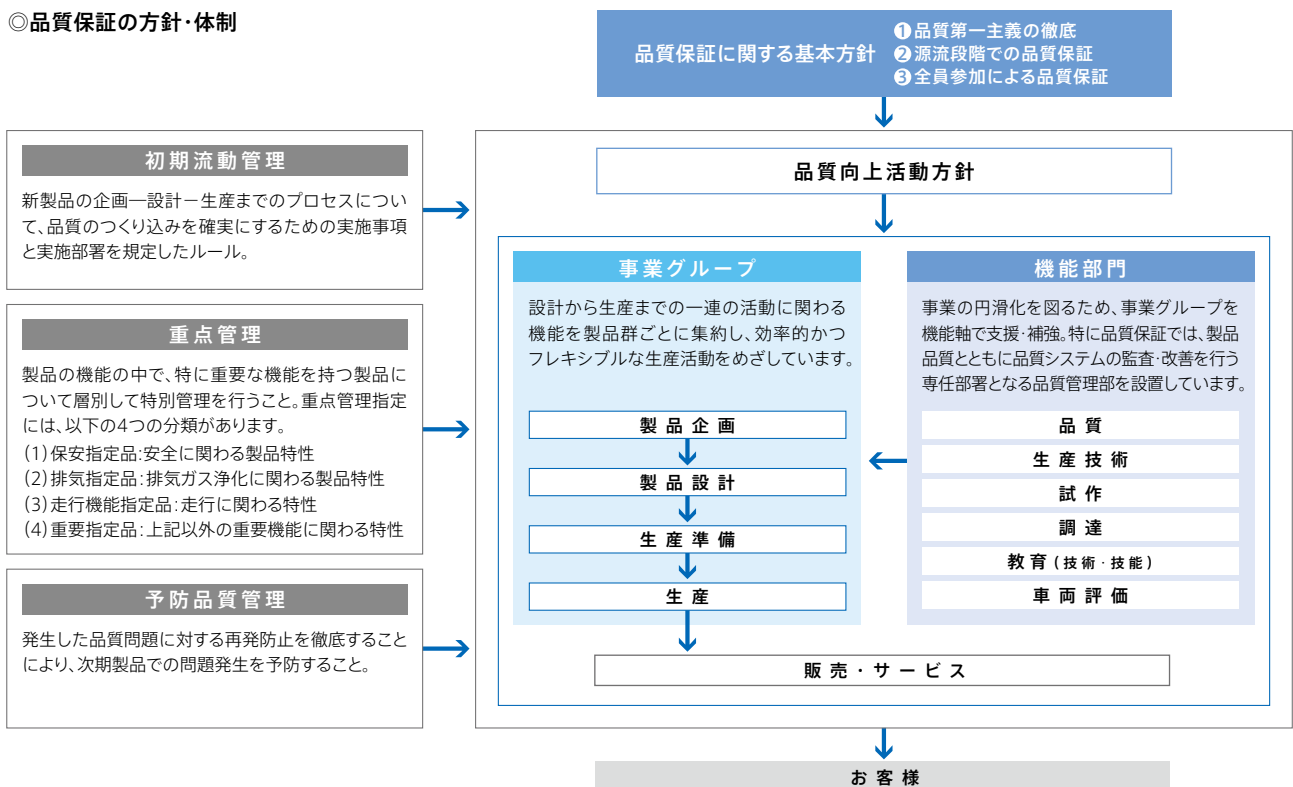 ◎品質保証の方針・体制
品質保証に関する基本方針
❶品質第一主義の徹底
❷源流段階での品質保証
❸全員参加による品質保証
初期流動管理
新製品の企画―設計－生産までのプロセスについ
て、品質のつくり込みを確実にするための実施事項
と実施部署を規定したルール。
重点管理
製品の機能の中で、特に重要な機能を持つ製品に
ついて層別して特別管理を行うこと。重点管理指定
には、以下の4つの分類があります。
(1)保安指定品:安全に関わる製品特性
(2)排気指定品:排気ガス浄化に関わる製品特性
(3)走行機能指定品:走行に関わる特性
(4)重要指定品:上記以外の重要機能に関わる特性
予防品質管理
発生した品質問題に対する再発防止を徹底すること
により、次期製品での問題発生を予防すること。
品質向上活動方針
事業グループ
設計から生産までの一連の活動に関わる
機能を製品群ごとに集約し、効率的かつ
フレキシブルな生産活動をめざしています。
製品企画
製品設計
生産準備
生産
機能部門
事業の円滑化を図るため、事業グループを
機能軸で支援・補強。特に品質保証では、製品
品質とともに品質システムの監査・改善を行う
専任部署となる品質管理部を設置しています。
品質
生産技術
試作
調達
教育(技術・技能)
車両評価
販売・サービス
お客様